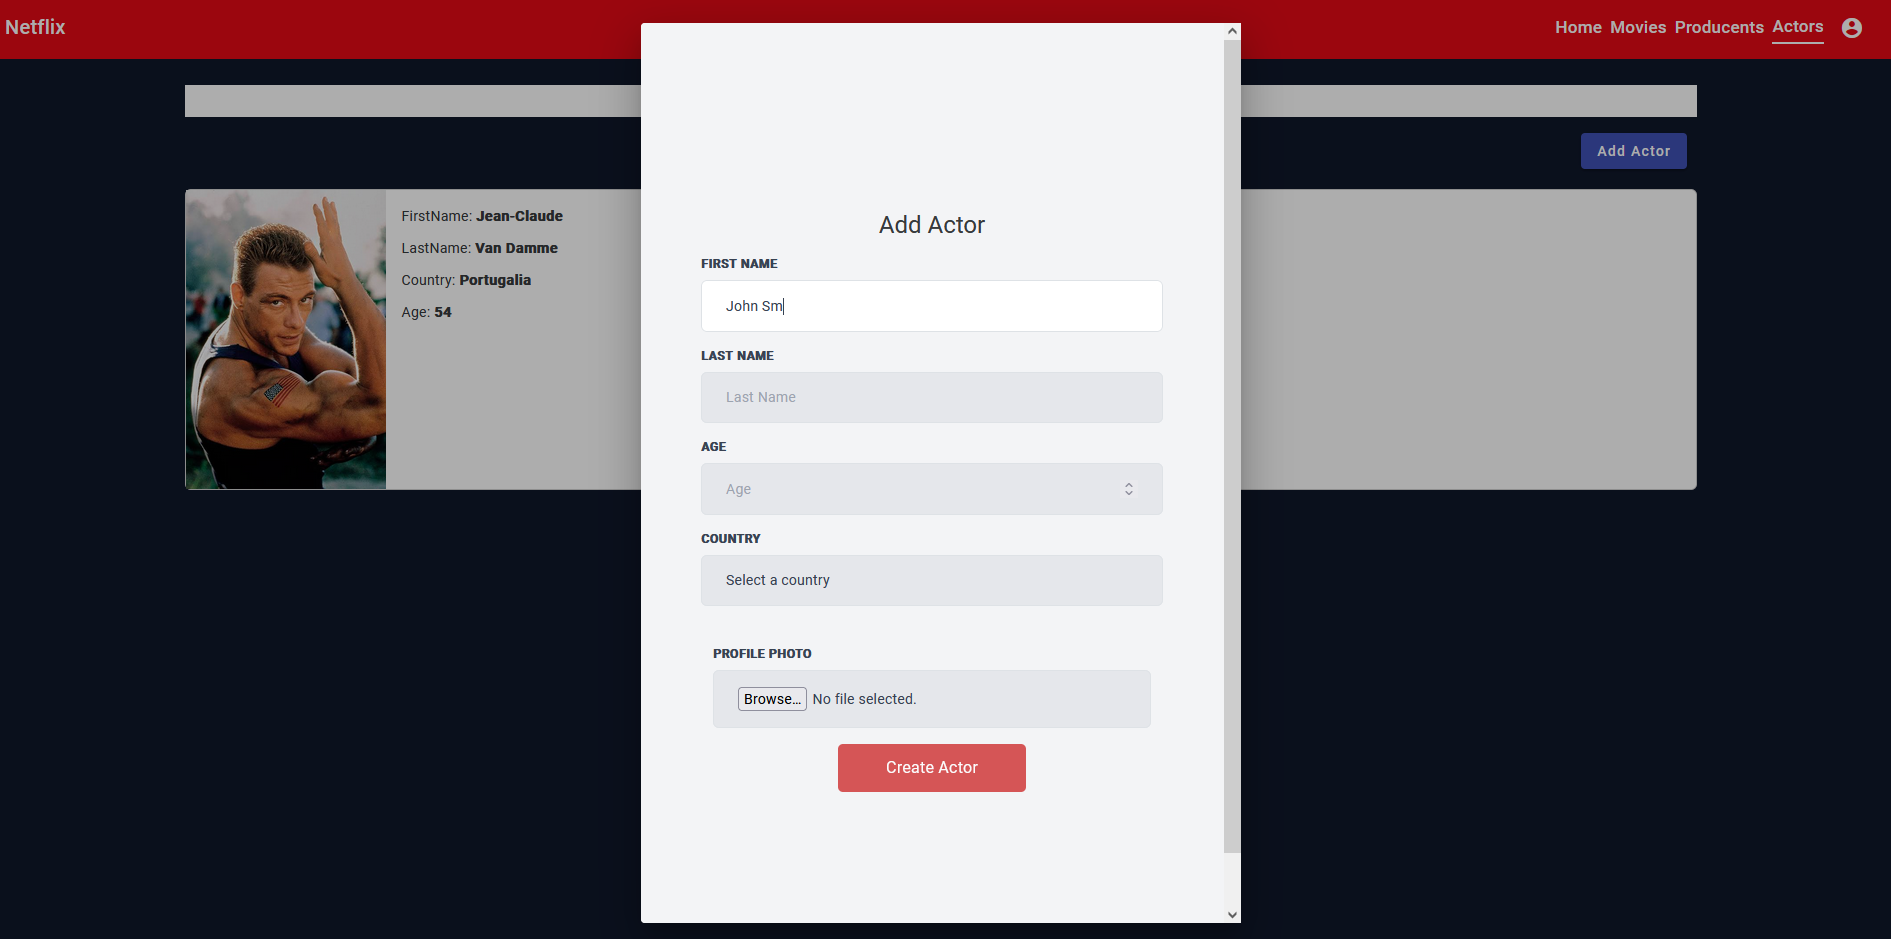 Netflix
Home Movies Producents Actors
Add Actor
FirstName: Jean-Claude
LastName: Van Damme
Country: Portugalia
Age: 54
Add Actor
FIRST NAME
John Sm
LAST NAME
Last Name
AGE
Age
COUNTRY
Select a country
PROFILE PHOTO
Browse... No file selected.
Create Actor